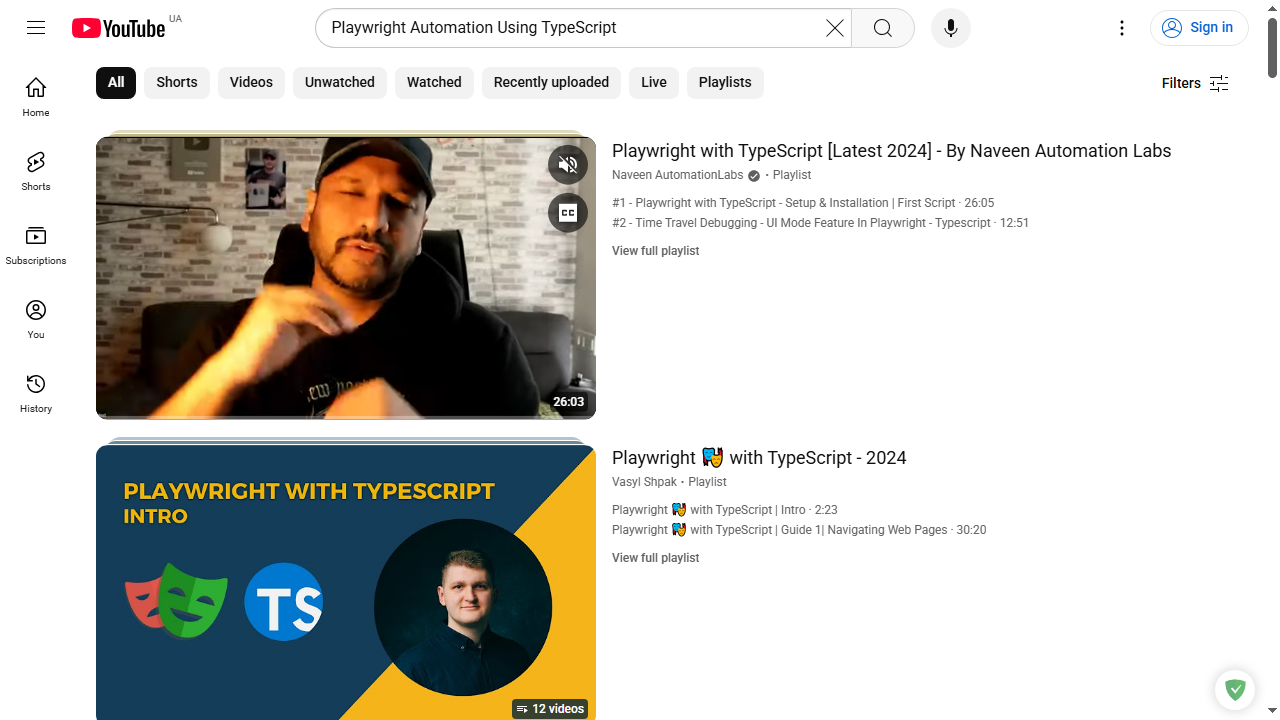 YouTube UA
Playwright Automation Using TypeScript
Sign in
All
Shorts
Videos
Unwatched
Watched
Recently uploaded
Live
Playlists
Filters
Home
Shorts
Subscriptions
You
History
CC
26:03
Playwright with TypeScript [Latest 2024] - By Naveen Automation Labs
Naveen AutomationLabs • Playlist
#1 - Playwright with TypeScript - Setup & Installation | First Script · 26:05
#2 - Time Travel Debugging - UI Mode Feature In Playwright - Typescript · 12:51
View full playlist
PLAYWRIGHT WITH TYPESCRIPT
INTRO
TS
12 videos
Playwright 🎭 with TypeScript - 2024
Vasyl Shpak • Playlist
Playwright 🎭 with TypeScript | Intro · 2:23
Playwright 🎭 with TypeScript | Guide 1| Navigating Web Pages · 30:20
View full playlist